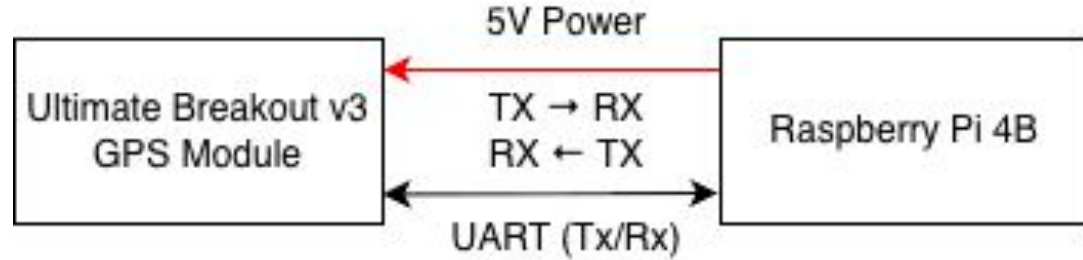 5V Power
Ultimate Breakout v3
GPS Module
TX → RX
RX ← TX
UART (Tx/Rx)
Raspberry Pi 4B